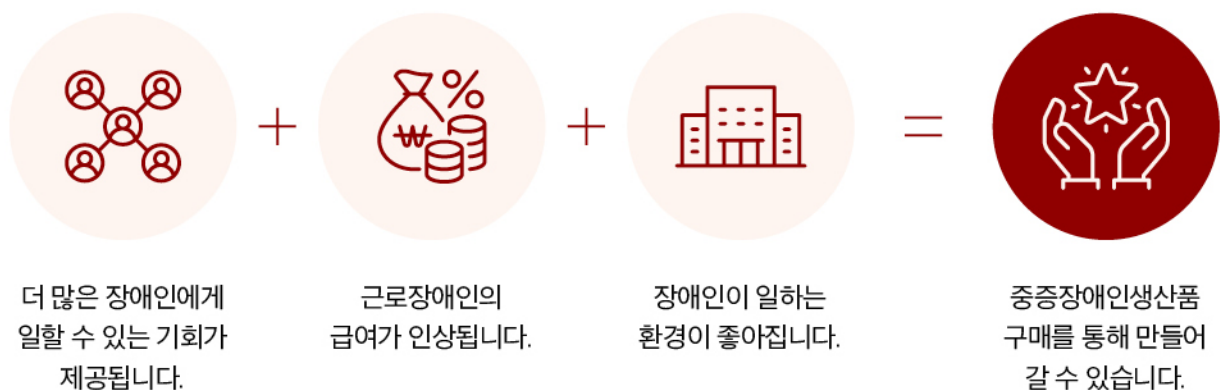 더 많은 장애인에게
일할 수 있는 기회가
제공됩니다.
근로장애인의
급여가 인상됩니다.
장애인이 일하는
환경이 좋아집니다.
중증장애인생산품
구매를 통해 만들어
갈 수 있습니다.